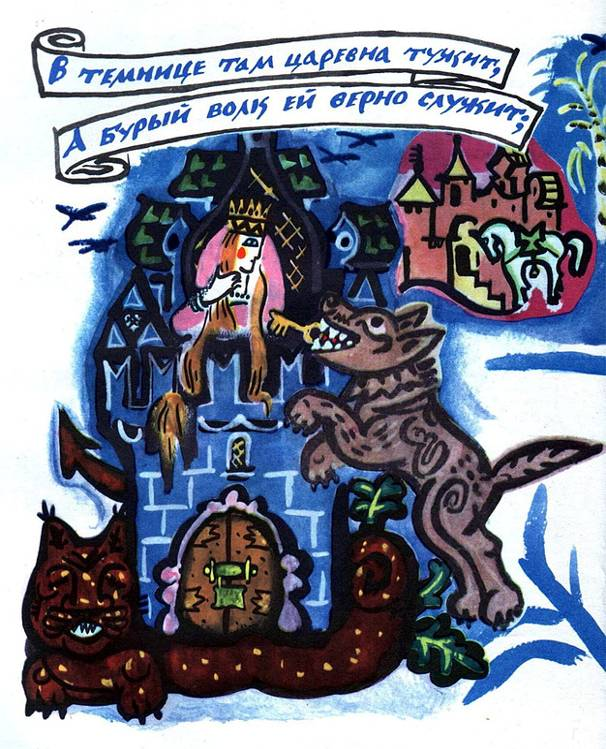 В темнице там царевна тужит,
А бурый волк ей верно служит;